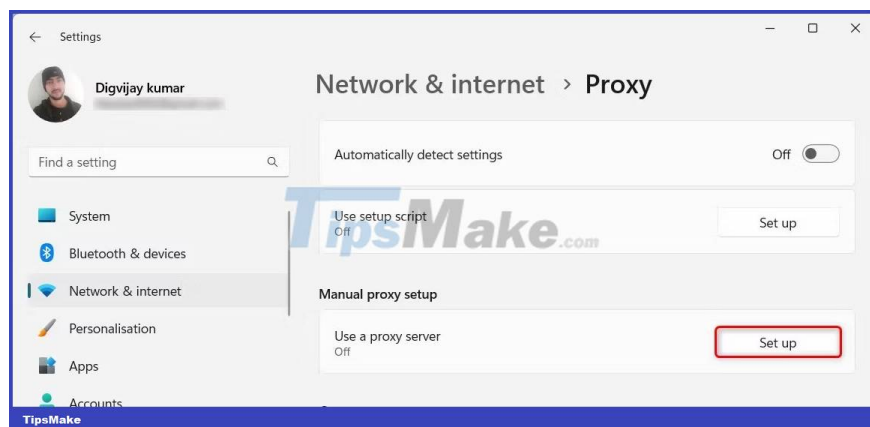 Settings
Digvijay kumar
Find a setting
System
Bluetooth & devices
Network & internet
Personalisation
Apps
Accounts
Network & internet > Proxy
Automatically detect settings
Off
Use setup script
Off
Set up
Manual proxy setup
Use a proxy server
Off
Set up
TipsMake.com
TipsMake